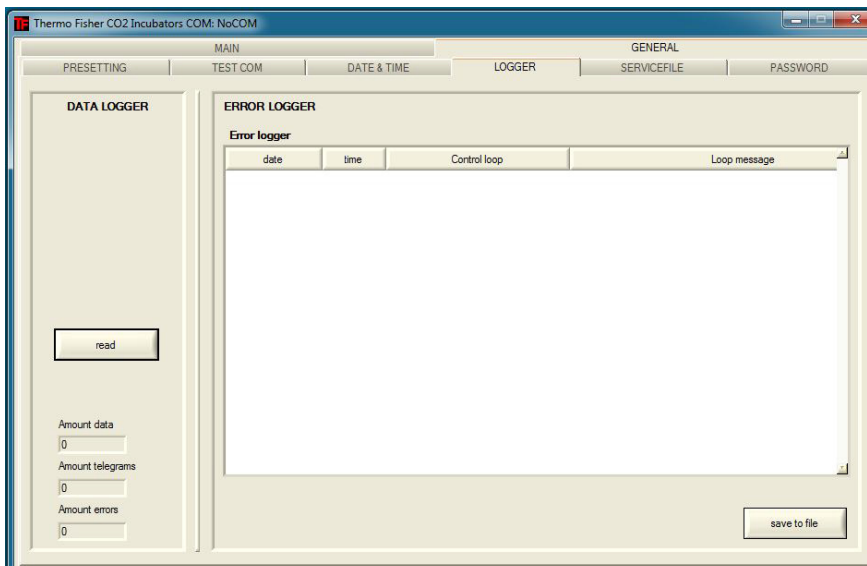 TF Thermo Fisher CO2 Incubators COM: NoCOM
MAIN GENERAL
PRESETTING TEST COM DATE & TIME LOGGER SERVICEFILE PASSWORD
DATA LOGGER
read
Amount data
0
Amount telegrams
0
Amount errors
0
ERROR LOGGER
Error logger
date time Control loop Loop message
save to file